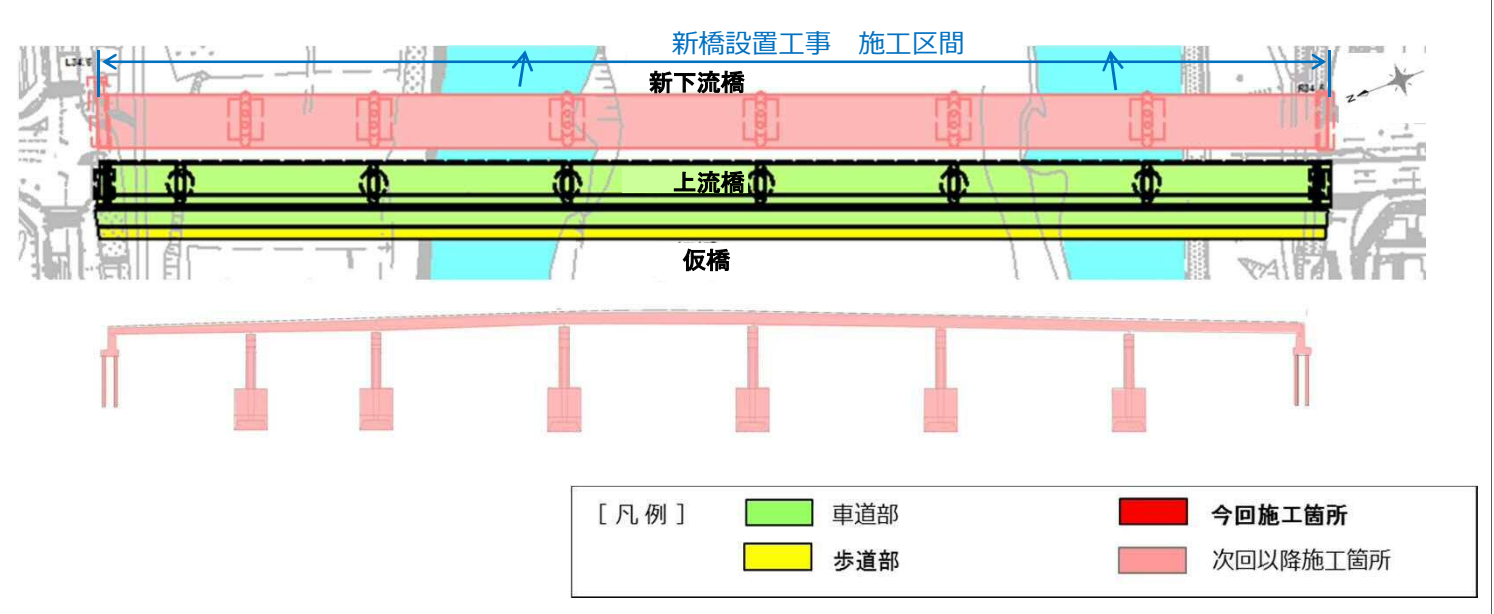 新橋設置工事　施工区間
新下流橋
N
上流橋
仮橋
［ 凡 例 ］
車道部
今回施工箇所
歩道部
次回以降施工箇所